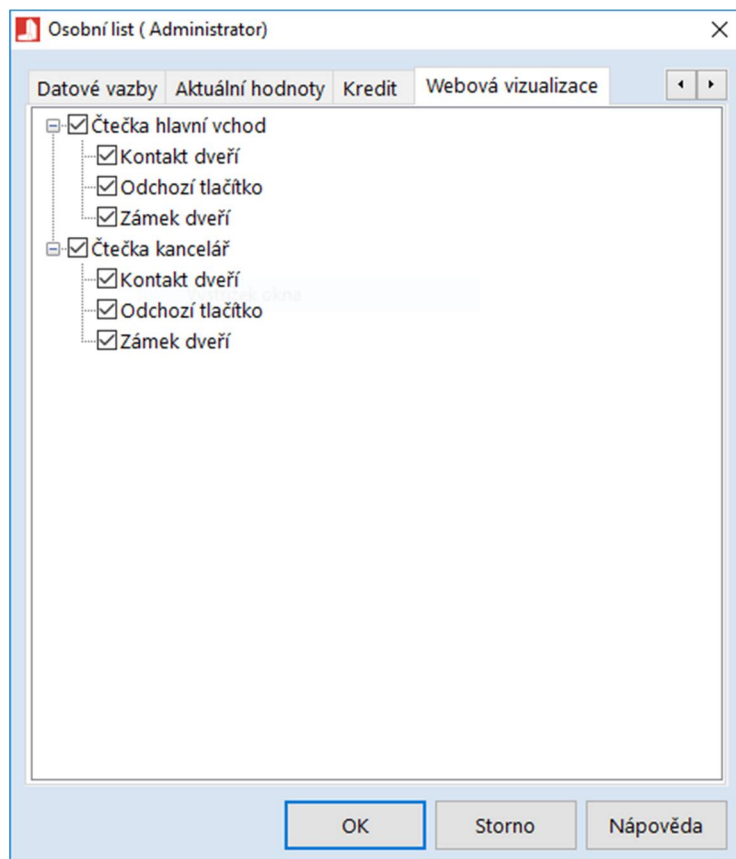 Osobní list ( Administrator)
Datové vazby Aktuální hodnoty Kredit Webová vizualizace
Čtečka hlavní vchod
Kontakt dveří
Odchozí tlačítko
Zámek dveří
Čtečka kancelář
Kontakt dveří
Odchozí tlačítko
Zámek dveří
OK Storno Nápověda